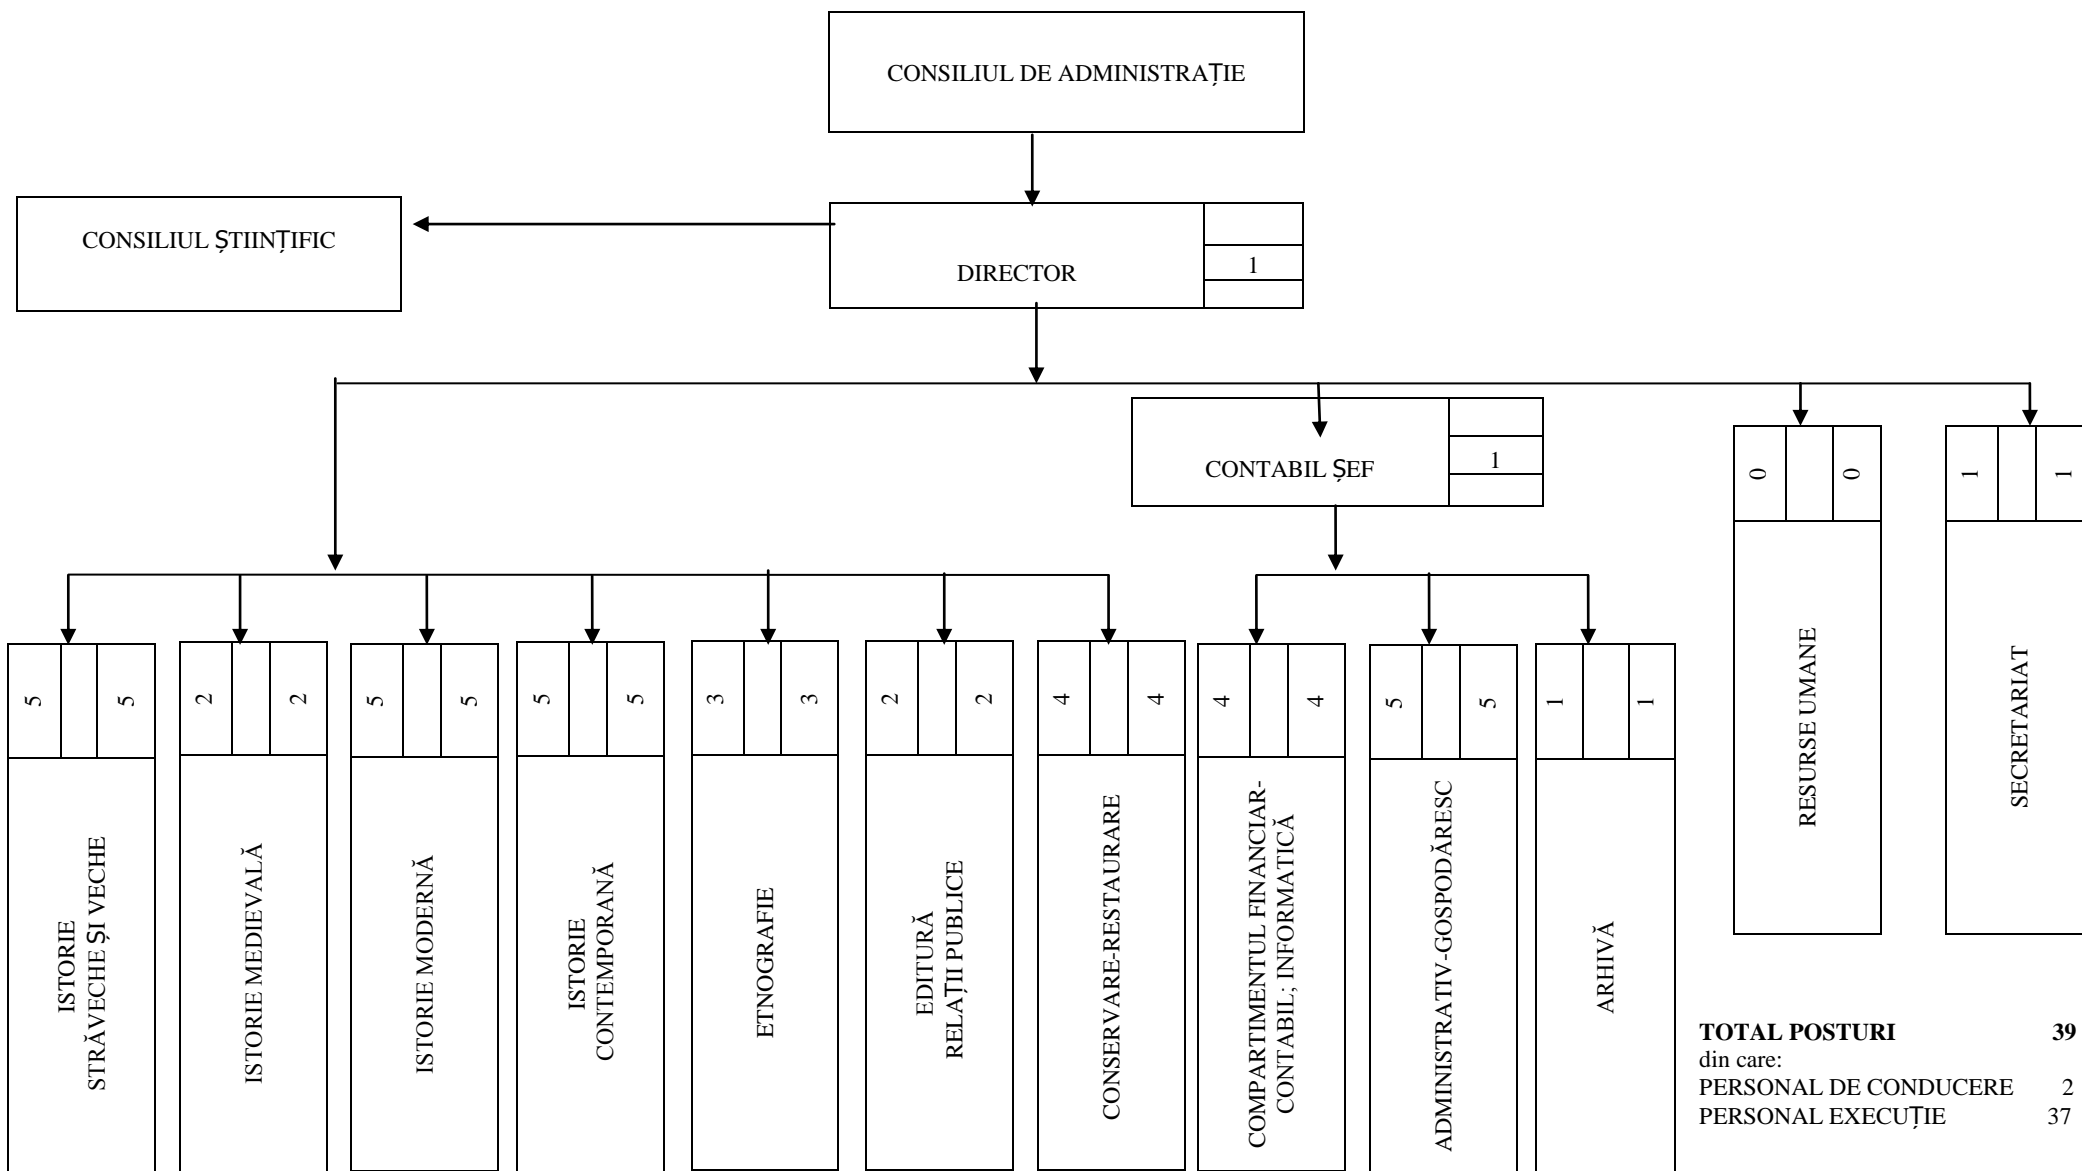 CONSILIUL DE ADMINISTRAȚIE
CONSILIUL ȘTIINȚIFIC
DIRECTOR
1
CONTABIL ȘEF
1
0 0
RESURSE UMANE
1 1
SECRETARIAT
5 5
ISTORIE
STRĂVECHE ȘI VECHE
2 2
ISTORIE MEDIEVALĂ
5 5
ISTORIE MODERNĂ
5 5
ISTORIE
CONTEMPORANĂ
3 3
ETNOGRAFIE
2 2
EDITURĂ
RELAȚII PUBLICE
4 4
CONSERVARE-RESTAURARE
4 4
COMPARTIMENTUL FINANCIAR-
CONTABIL; INFORMATICĂ
5 5
ADMINISTRATIV-GOSPODĂRESC
1 1
ARHIVĂ
TOTAL POSTURI 39
din care:
PERSONAL DE CONDUCERE 2
PERSONAL EXECUȚIE 37